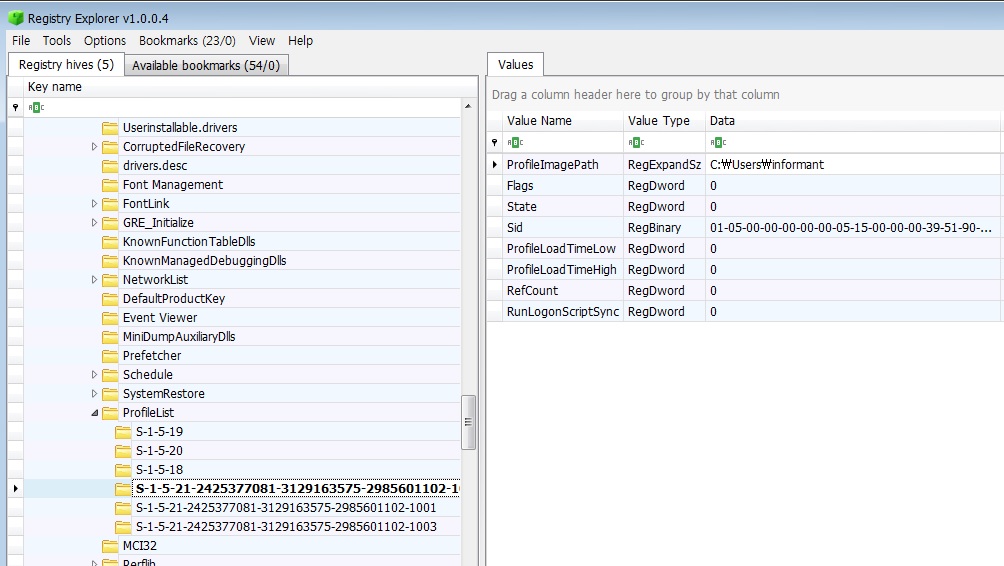 Registry Explorer v1.0.0.4
File Tools Options Bookmarks (23/0) View Help
Registry hives (5) Available bookmarks (54/0)
Key name
Userinstallable.drivers
CorruptedFileRecovery
drivers.desc
Font Management
FontLink
GRE_Initialize
KnownFunctionTableDlls
KnownManagedDebuggingDlls
NetworkList
DefaultProductKey
Event Viewer
MiniDumpAuxiliaryDlls
Prefetcher
Schedule
SystemRestore
ProfileList
S-1-5-19
S-1-5-20
S-1-5-18
S-1-5-21-2425377081-3129163575-2985601102-1
S-1-5-21-2425377081-3129163575-2985601102-1001
S-1-5-21-2425377081-3129163575-2985601102-1003
MCI32
Perflib
Values
Drag a column header here to group by that column
Value Name Value Type Data
ProfileImagePath RegExpandSz C:₩Users₩informant
Flags RegDword 0
State RegDword 0
Sid RegBinary 01-05-00-00-00-00-00-05-15-00-00-00-39-51-90-...
ProfileLoadTimeLow RegDword 0
ProfileLoadTimeHigh RegDword 0
RefCount RegDword 0
RunLogonScriptSync RegDword 0